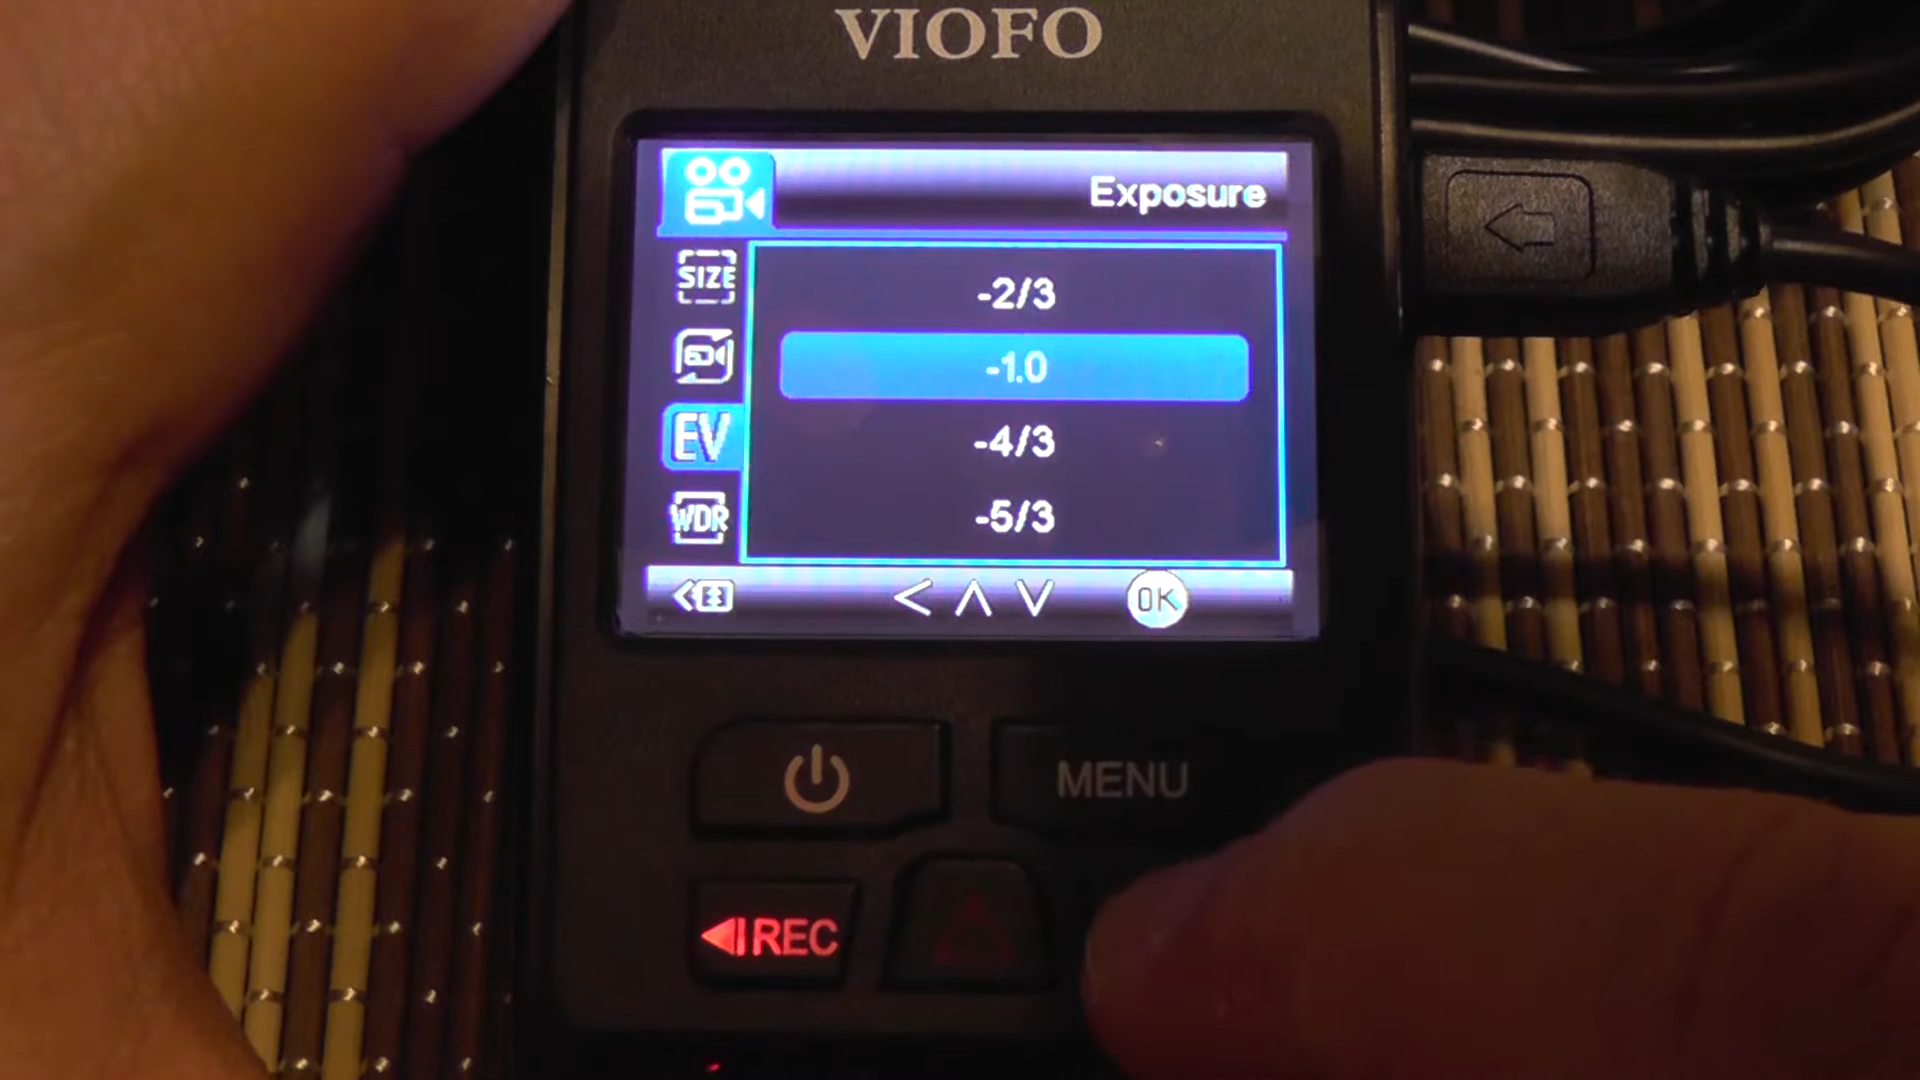 VIOFO
Exposure
SIZE
-2/3
-1.0
EV
-4/3
WDR
-5/3
OK
MENU
REC